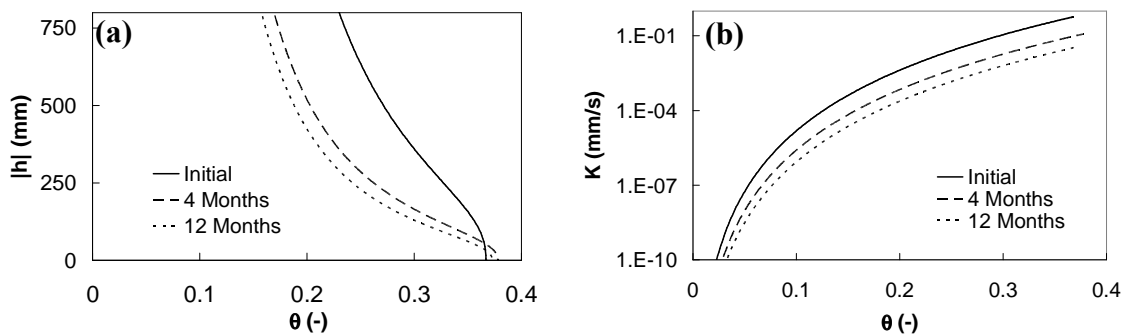 (a)
750
500
250
0
|h| (mm)
Initial
4 Months
12 Months
0 0.1 0.2 0.3 0.4
θ (-)
(b)
1.E-01
1.E-04
1.E-07
1.E-10
K (mm/s)
Initial
4 Months
12 Months
0 0.1 0.2 0.3 0.4
θ (-)